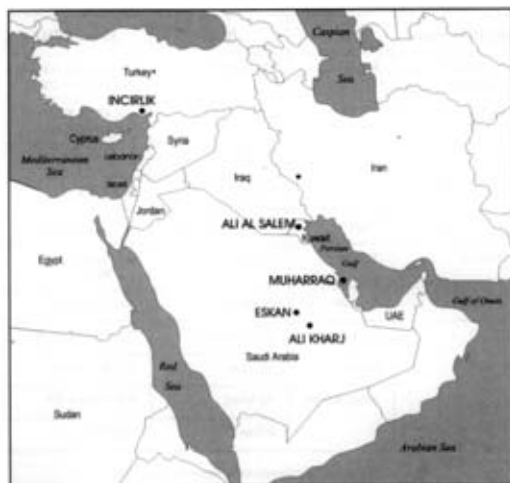 Caspian
Sea
Turkey
INCIRLIK
Cyprus
Syria
Lebanon
Mediterranean
Sea
Israel
Iraq
Iran
Jordan
ALI AL SALEM
Kuwait
Persian
Gulf
Egypt
MUHARRAQ
Gulf of Oman
ESKAN
UAE
ALI KHARJ
Saudi Arabia
Red
Sea
Sudan
Arabian Sea